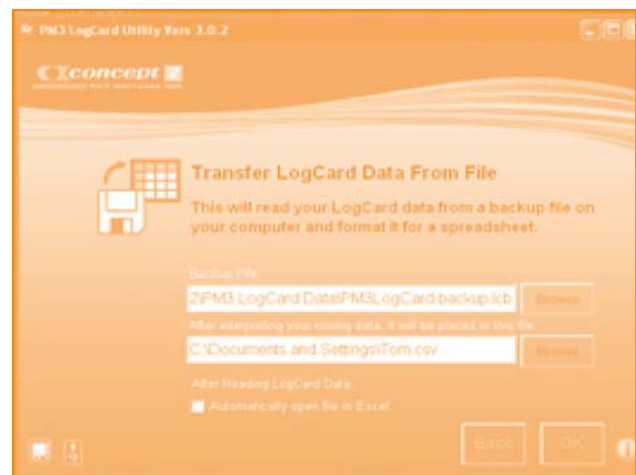 PM3 LogCard Utility Vers 3.0.2
concept 2
Transfer LogCard Data From File
This will read your LogCard data from a backup file on
your computer and format it for a spreadsheet.
Backup File:
2\PM3 LogCard Data\PM3LogCard backup.lcb
Browse
After interpreting your rowing data, it will be placed in this file:
C:\Documents and Settings\Tom.csv
Browse
After Reading LogCard Data:
Automatically open file in Excel
Back
OK